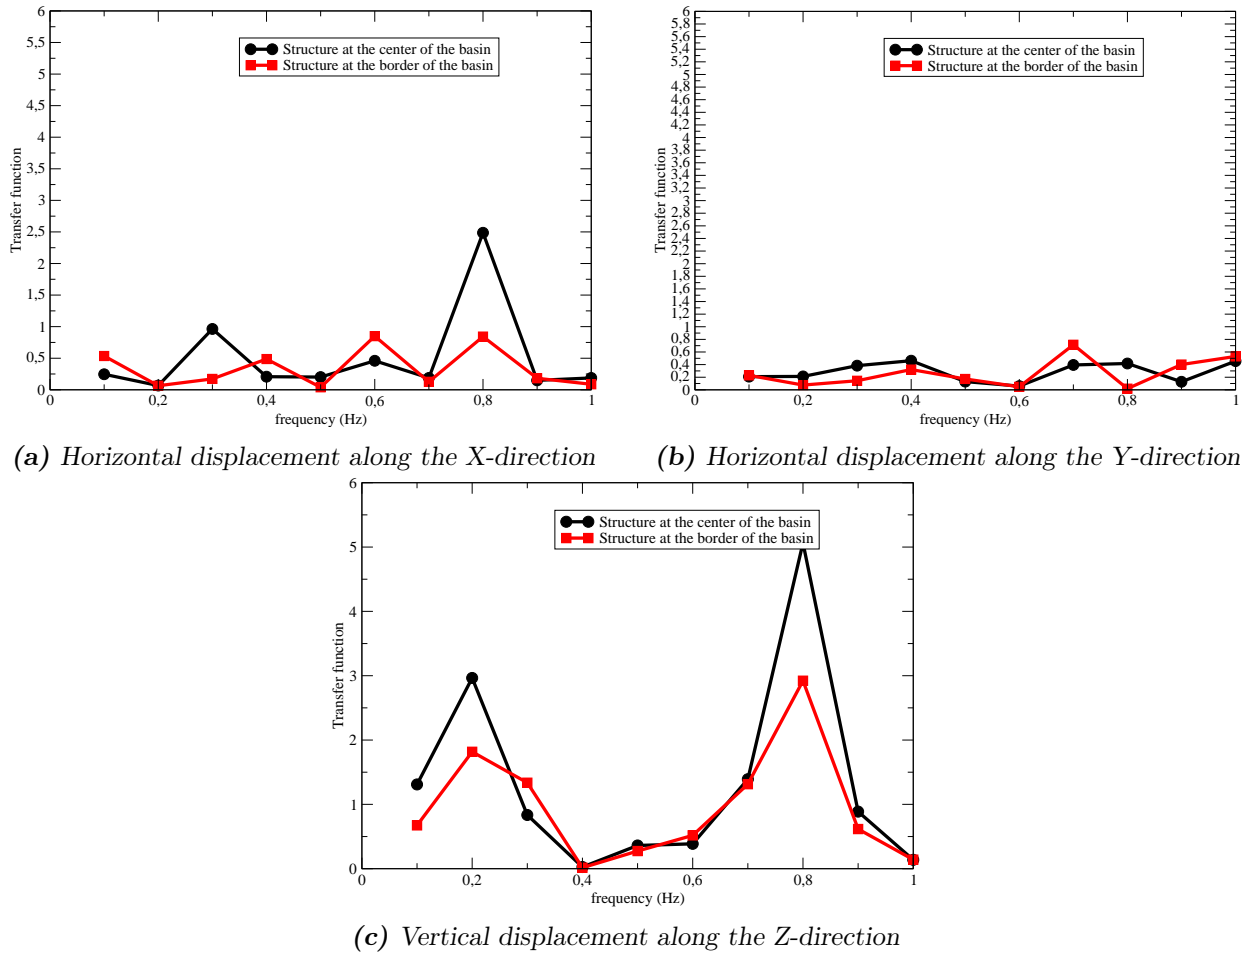 6
5,5
5
4,5
4
3,5
3
2,5
2
1,5
1
0,5
0
Transfer function
Structure at the center of the basin
Structure at the border of the basin
0 0,2 0,4 0,6 0,8 1
frequency (Hz)
(a) Horizontal displacement along the X-direction
6
5,8
5,6
5,4
5,2
5
4,8
4,6
4,4
4,2
4
3,8
3,6
3,4
3,2
3
2,8
2,6
2,4
2,2
2
1,8
1,6
1,4
1,2
1
0,8
0,6
0,4
0,2
0
Transfer function
Structure at the center of the basin
Structure at the border of the basin
0 0,2 0,4 0,6 0,8 1
frequency (Hz)
(b) Horizontal displacement along the Y-direction
6
5
4
3
2
1
0
Transfer function
Structure at the center of the basin
Structure at the border of the basin
0 0,2 0,4 0,6 0,8 1
frequency (Hz)
(c) Vertical displacement along the Z-direction